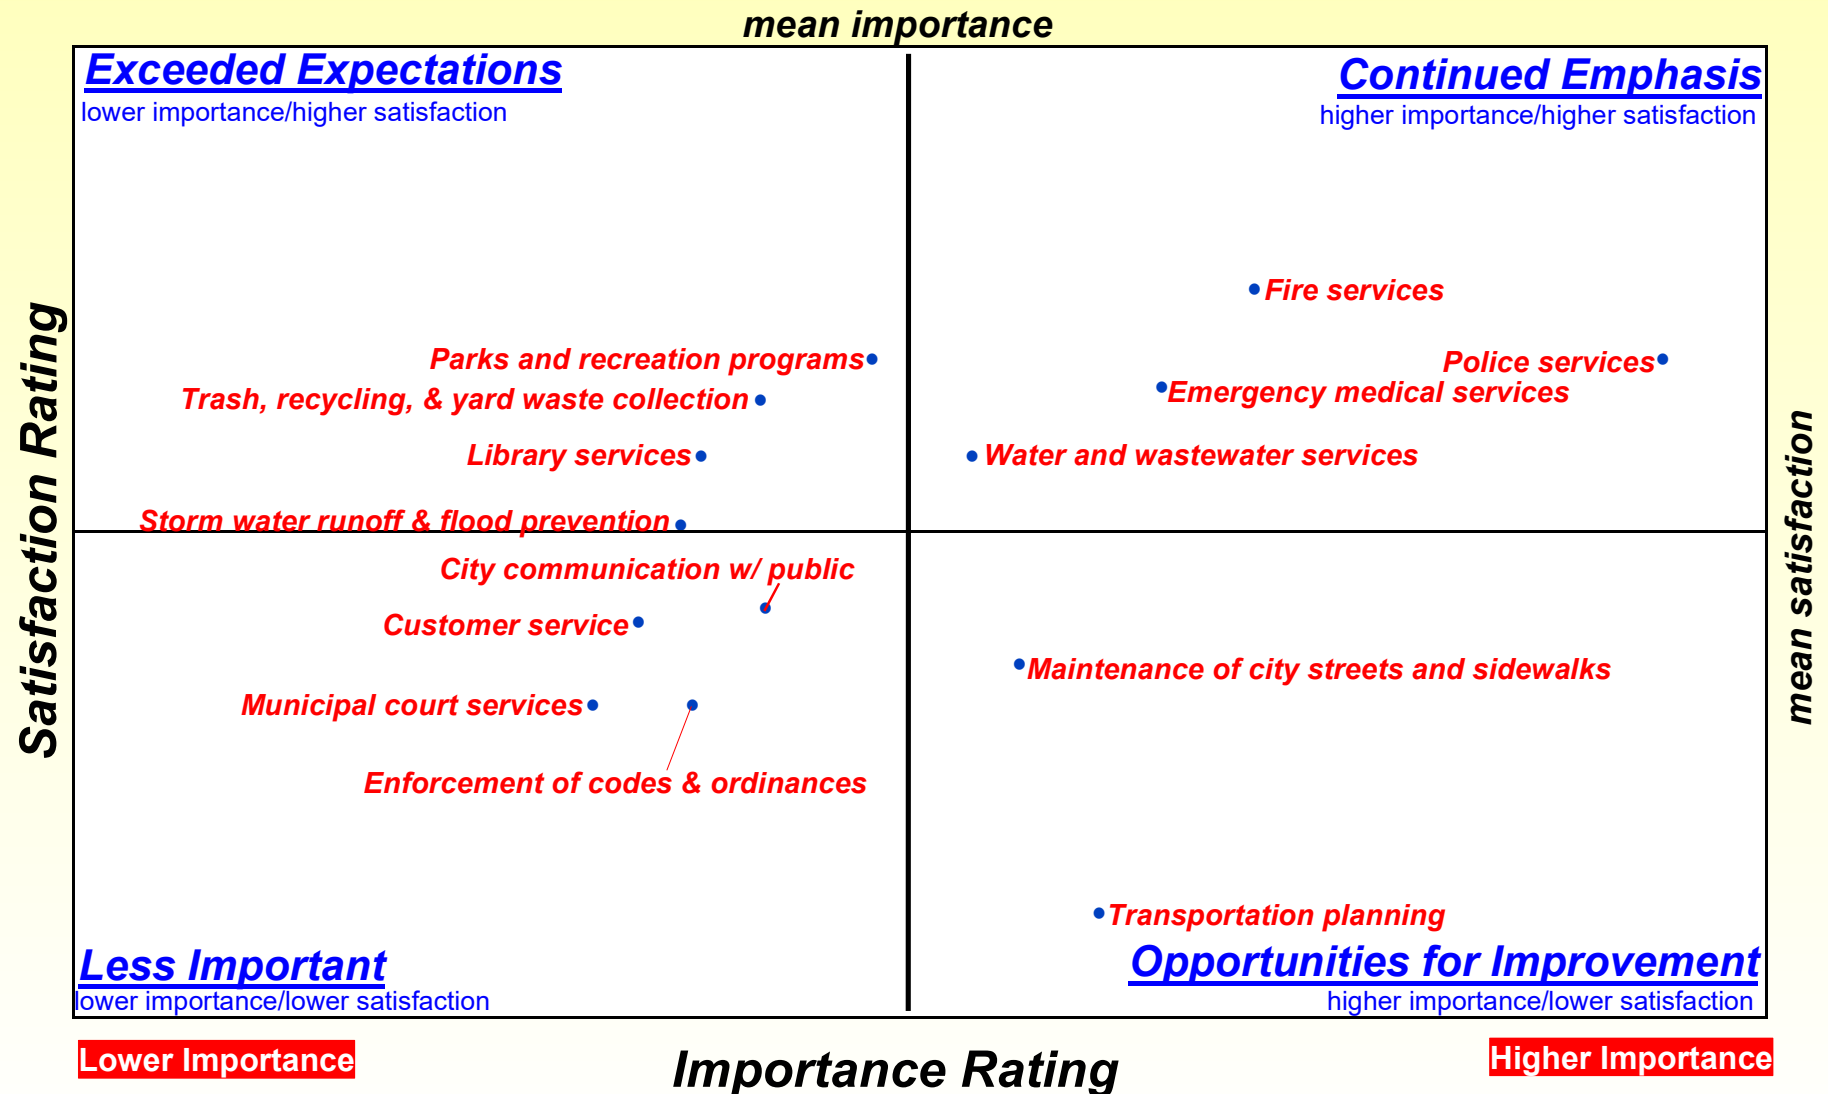 mean importance
Exceeded Expectations
lower importance/higher satisfaction
Continued Emphasis
higher importance/higher satisfaction
Fire services
Parks and recreation programs
Police services
Trash, recycling, & yard waste collection
Emergency medical services
Library services
Water and wastewater services
Storm water runoff & flood prevention
Satisfaction Rating
mean satisfaction
City communication w/ public
Customer service
Maintenance of city streets and sidewalks
Municipal court services
Enforcement of codes & ordinances
Transportation planning
Less Important
lower importance/lower satisfaction
Opportunities for Improvement
higher importance/lower satisfaction
Lower Importance
Importance Rating
Higher Importance